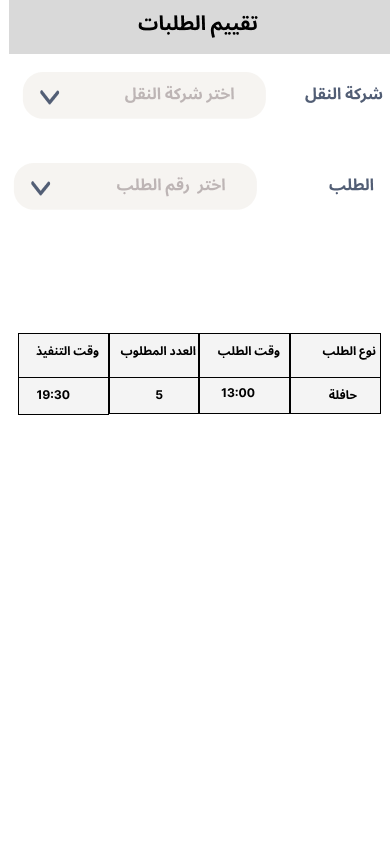 تقييم الطلبات
شركة النقل
اختر شركة النقل
الطلب
اختر رقم الطلب
نوع الطلب وقت الطلب العدد المطلوب وقت التنفيذ
حافلة 13:00 5 19:30